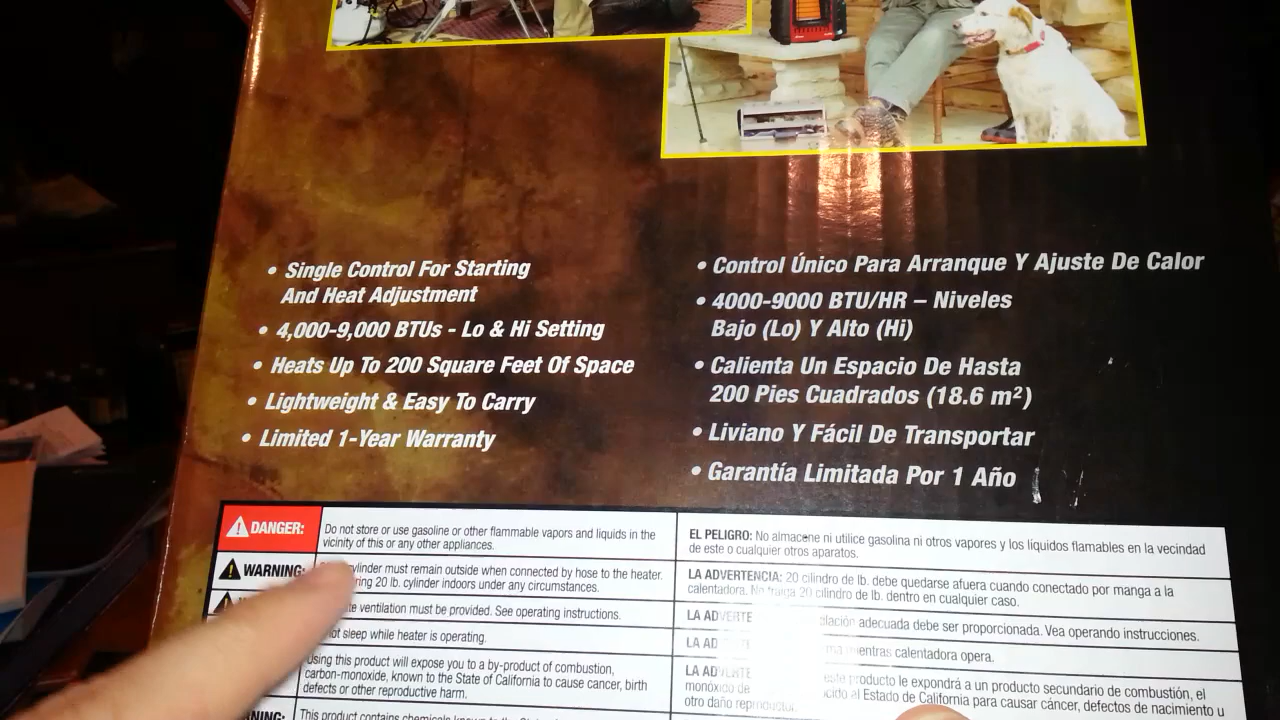 • Single Control For Starting
And Heat Adjustment
• 4,000-9,000 BTUs - Lo & Hi Setting
• Heats Up To 200 Square Feet Of Space
• Lightweight & Easy To Carry
• Limited 1-Year Warranty
• Control Único Para Arranque Y Ajuste De Calor
• 4000-9000 BTU/HR – Niveles
Bajo (Lo) Y Alto (Hi)
• Calienta Un Espacio De Hasta
200 Pies Cuadrados (18.6 m²)
• Liviano Y Fácil De Transportar
• Garantía Limitada Por 1 Año
DANGER:
Do not store or use gasoline or other flammable vapors and liquids in the
vicinity of this or any other appliances.
WARNING:
must remain outside when connected by hose to the heater.
20 lb. cylinder indoors under any circumstances.
ventilation must be provided. See operating instructions.
sleep while heater is operating.
Using this product will expose you to a by-product of combustion,
carbon-monoxide, known to the State of California to cause cancer, birth
defects or other reproductive harm.
This product contains chemicals known to the State
EL PELIGRO: No almacene ni utilice gasolina ni otros vapores y los líquidos flamables en la vecindad
de este o cualquier otros aparatos.
LA ADVERTENCIA: 20 cilindro de lb. debe quedarse afuera cuando conectado por manga a la
calentadora. No traiga 20 cilindro de lb. dentro en cualquier caso.
LA adecuada debe ser proporcionada. Vea operando instrucciones.
LA mientras calentadora opera.
LA este producto le expondrá a un producto secundario de combustión, el
monóxido de al Estado de California para causar cáncer, defectos de nacimiento u
otro daño reproductor.